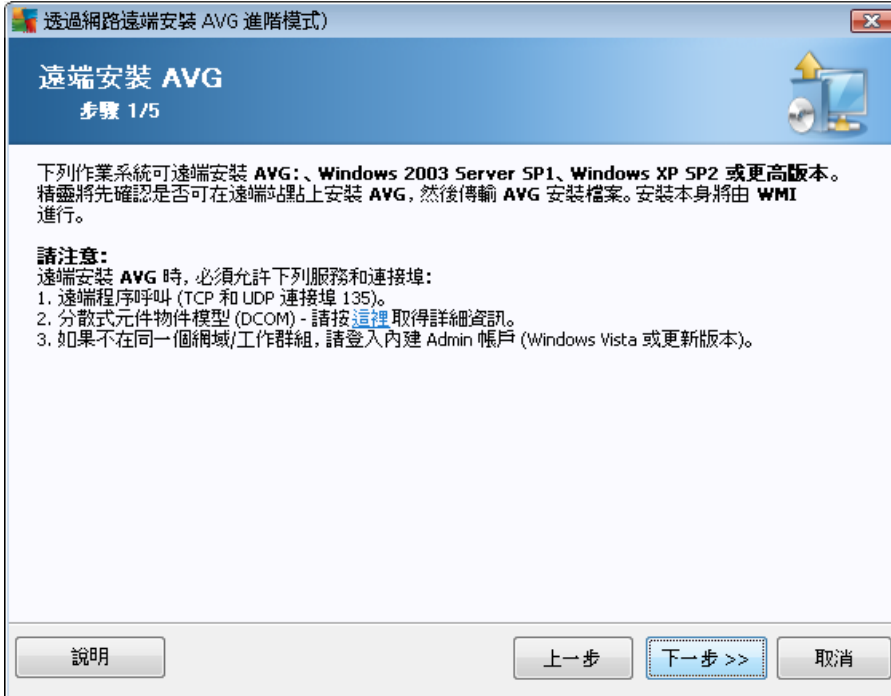 透過網路遠端安裝 AVG 進階模式)
遠端安裝 AVG
步驟 1/5
下列作業系統可遠端安裝 AVG:、Windows 2003 Server SP1、Windows XP SP2 或更高版本。
精靈將先確認是否可在遠端站點上安裝 AVG, 然後傳輸 AVG 安裝檔案。安裝本身將由 WMI
進行。
請注意:
遠端安裝 AVG 時, 必須允許下列服務和連接埠:
1. 遠端程序呼叫 (TCP 和 UDP 連接埠 135)。
2. 分散式元件物件模型 (DCOM) - 請按這裡取得詳細資訊。
3. 如果不在同一個網域/工作群組, 請登入內建 Admin 帳戶 (Windows Vista 或更新版本)。
說明
上一步
下一步 >>
取消